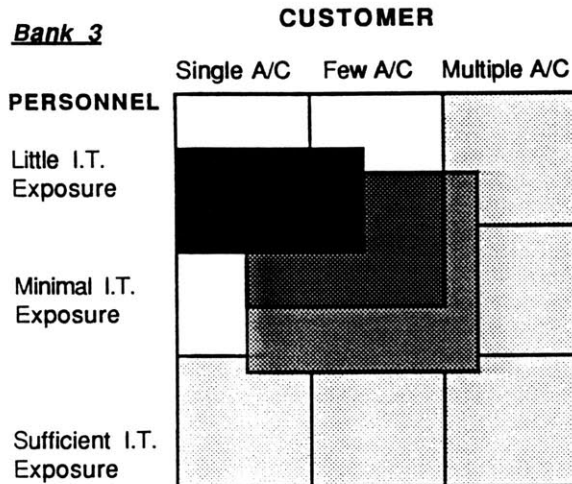 Bank 3
CUSTOMER
Single A/C Few A/C Multiple A/C
PERSONNEL
Little I.T.
Exposure
Minimal I.T.
Exposure
Sufficient I.T.
Exposure